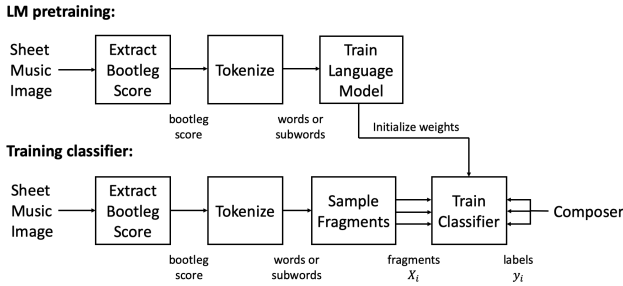 LM pretraining:
Sheet
Music
Image
Extract
Bootleg
Score
bootleg
score
Tokenize
words or
subwords
Train
Language
Model
Initialize weights
Training classifier:
Sheet
Music
Image
Extract
Bootleg
Score
bootleg
score
Tokenize
words or
subwords
Sample
Fragments
fragments
Xᵢ
Train
Classifier
labels
yᵢ
Composer